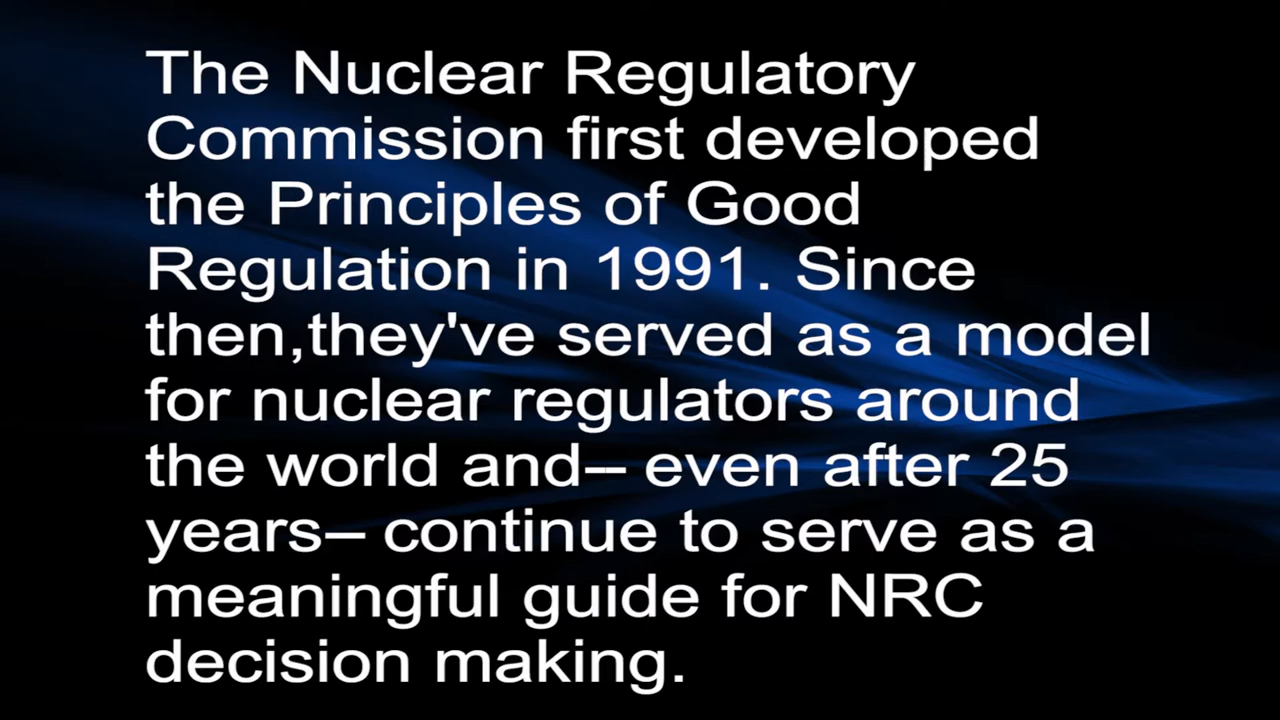 The Nuclear Regulatory
Commission first developed
the Principles of Good
Regulation in 1991. Since
then,they've served as a model
for nuclear regulators around
the world and-- even after 25
years-- continue to serve as a
meaningful guide for NRC
decision making.